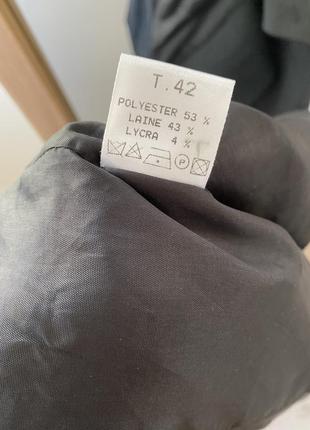 T. 42
POLYESTER 53 %
LAINE 43 %
LYCRA 4 %
P